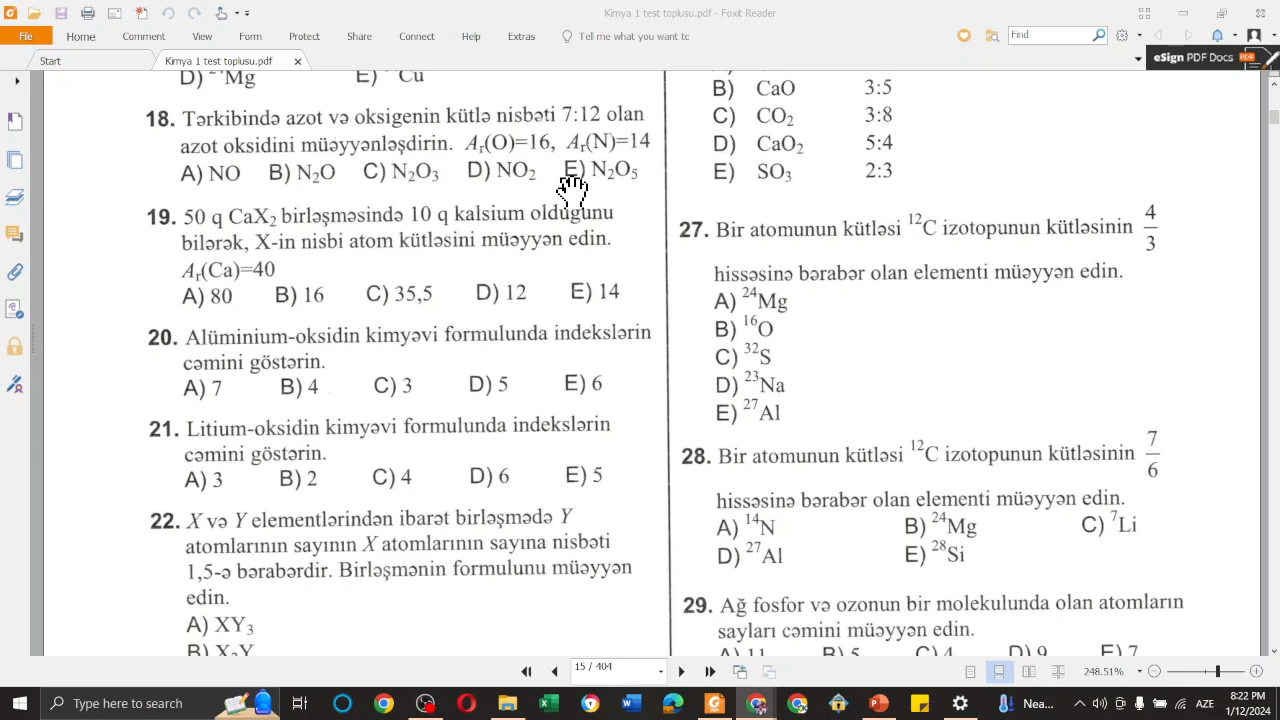 Kimya 1 test toplusu.pdf - Foxit Reader
File Home Comment View Form Protect Share Connect Help Extras Tell me what you want to Find
Start Kimya 1 test toplusu.pdf eSign PDF Docs
18. Tərkibində azot və oksigenin kütlə nisbəti 7:12 olan
azot oksidini müəyyənləşdirin. Ar(O)=16, Ar(N)=14
A) NO B) N2O C) N2O3 D) NO2 E) N2O5
19. 50 q CaX2 birləşməsində 10 q kalsium olduğunu
bilərək, X-in nisbi atom kütləsini müəyyən edin.
Ar(Ca)=40
A) 80 B) 16 C) 35,5 D) 12 E) 14
20. Alüminium-oksidin kimyəvi formulunda indekslərin
cəmini göstərin.
A) 7 B) 4 C) 3 D) 5 E) 6
21. Litium-oksidin kimyəvi formulunda indekslərin
cəmini göstərin.
A) 3 B) 2 C) 4 D) 6 E) 5
22. X və Y elementlərindən ibarət birləşmədə Y
atomlarının sayının X atomlarının sayına nisbəti
1,5-ə bərabərdir. Birləşmənin formulunu müəyyən
edin.
A) XY3
B) CaO 3:5
C) CO2 3:8
D) CaO2 5:4
E) SO3 2:3
27. Bir atomunun kütləsi 12C izotopunun kütləsinin 4/3
hissəsinə bərabər olan elementi müəyyən edin.
A) 24Mg
B) 16O
C) 32S
D) 23Na
E) 27Al
28. Bir atomunun kütləsi 12C izotopunun kütləsinin 7/6
hissəsinə bərabər olan elementi müəyyən edin.
A) 14N B) 24Mg C) 7Li
D) 27Al E) 28Si
29. Ağ fosfor və ozonun bir molekulunda olan atomların
sayları cəmini müəyyən edin.
A) 11 B) 5 C) 4 D) 9 E) 7
15 / 404 248.51%
Type here to search Nea... AZE 8:22 PM
1/12/2024